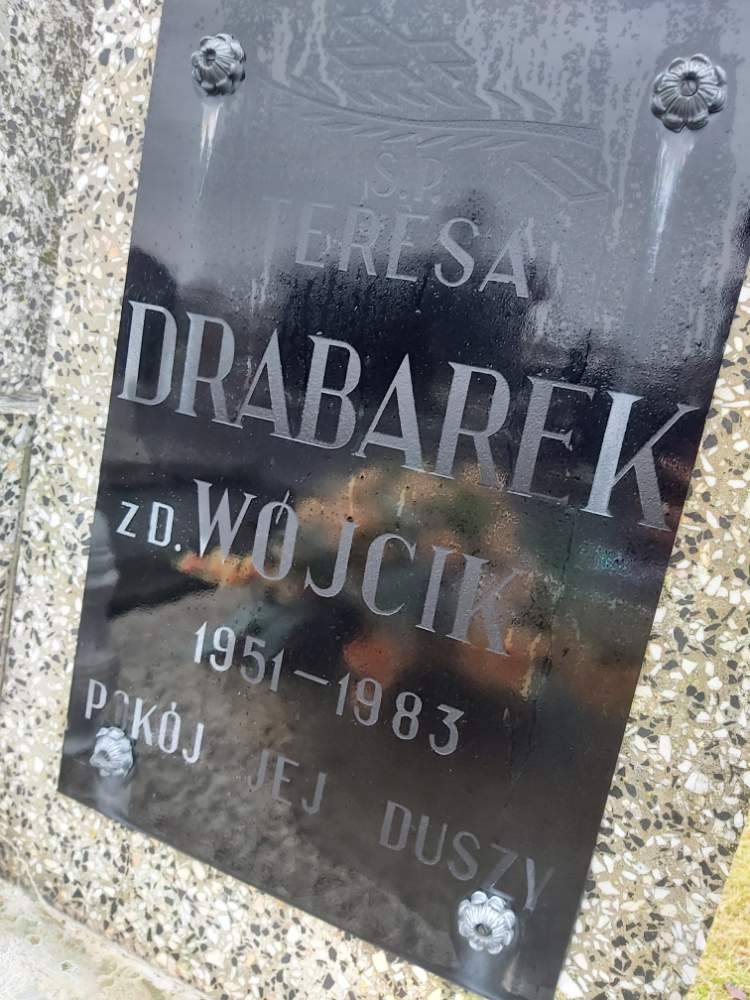 Ś.P.
TERESA
DRABAREK
ZD. WÓJCIK
1951-1983
POKÓJ JEJ DUSZY